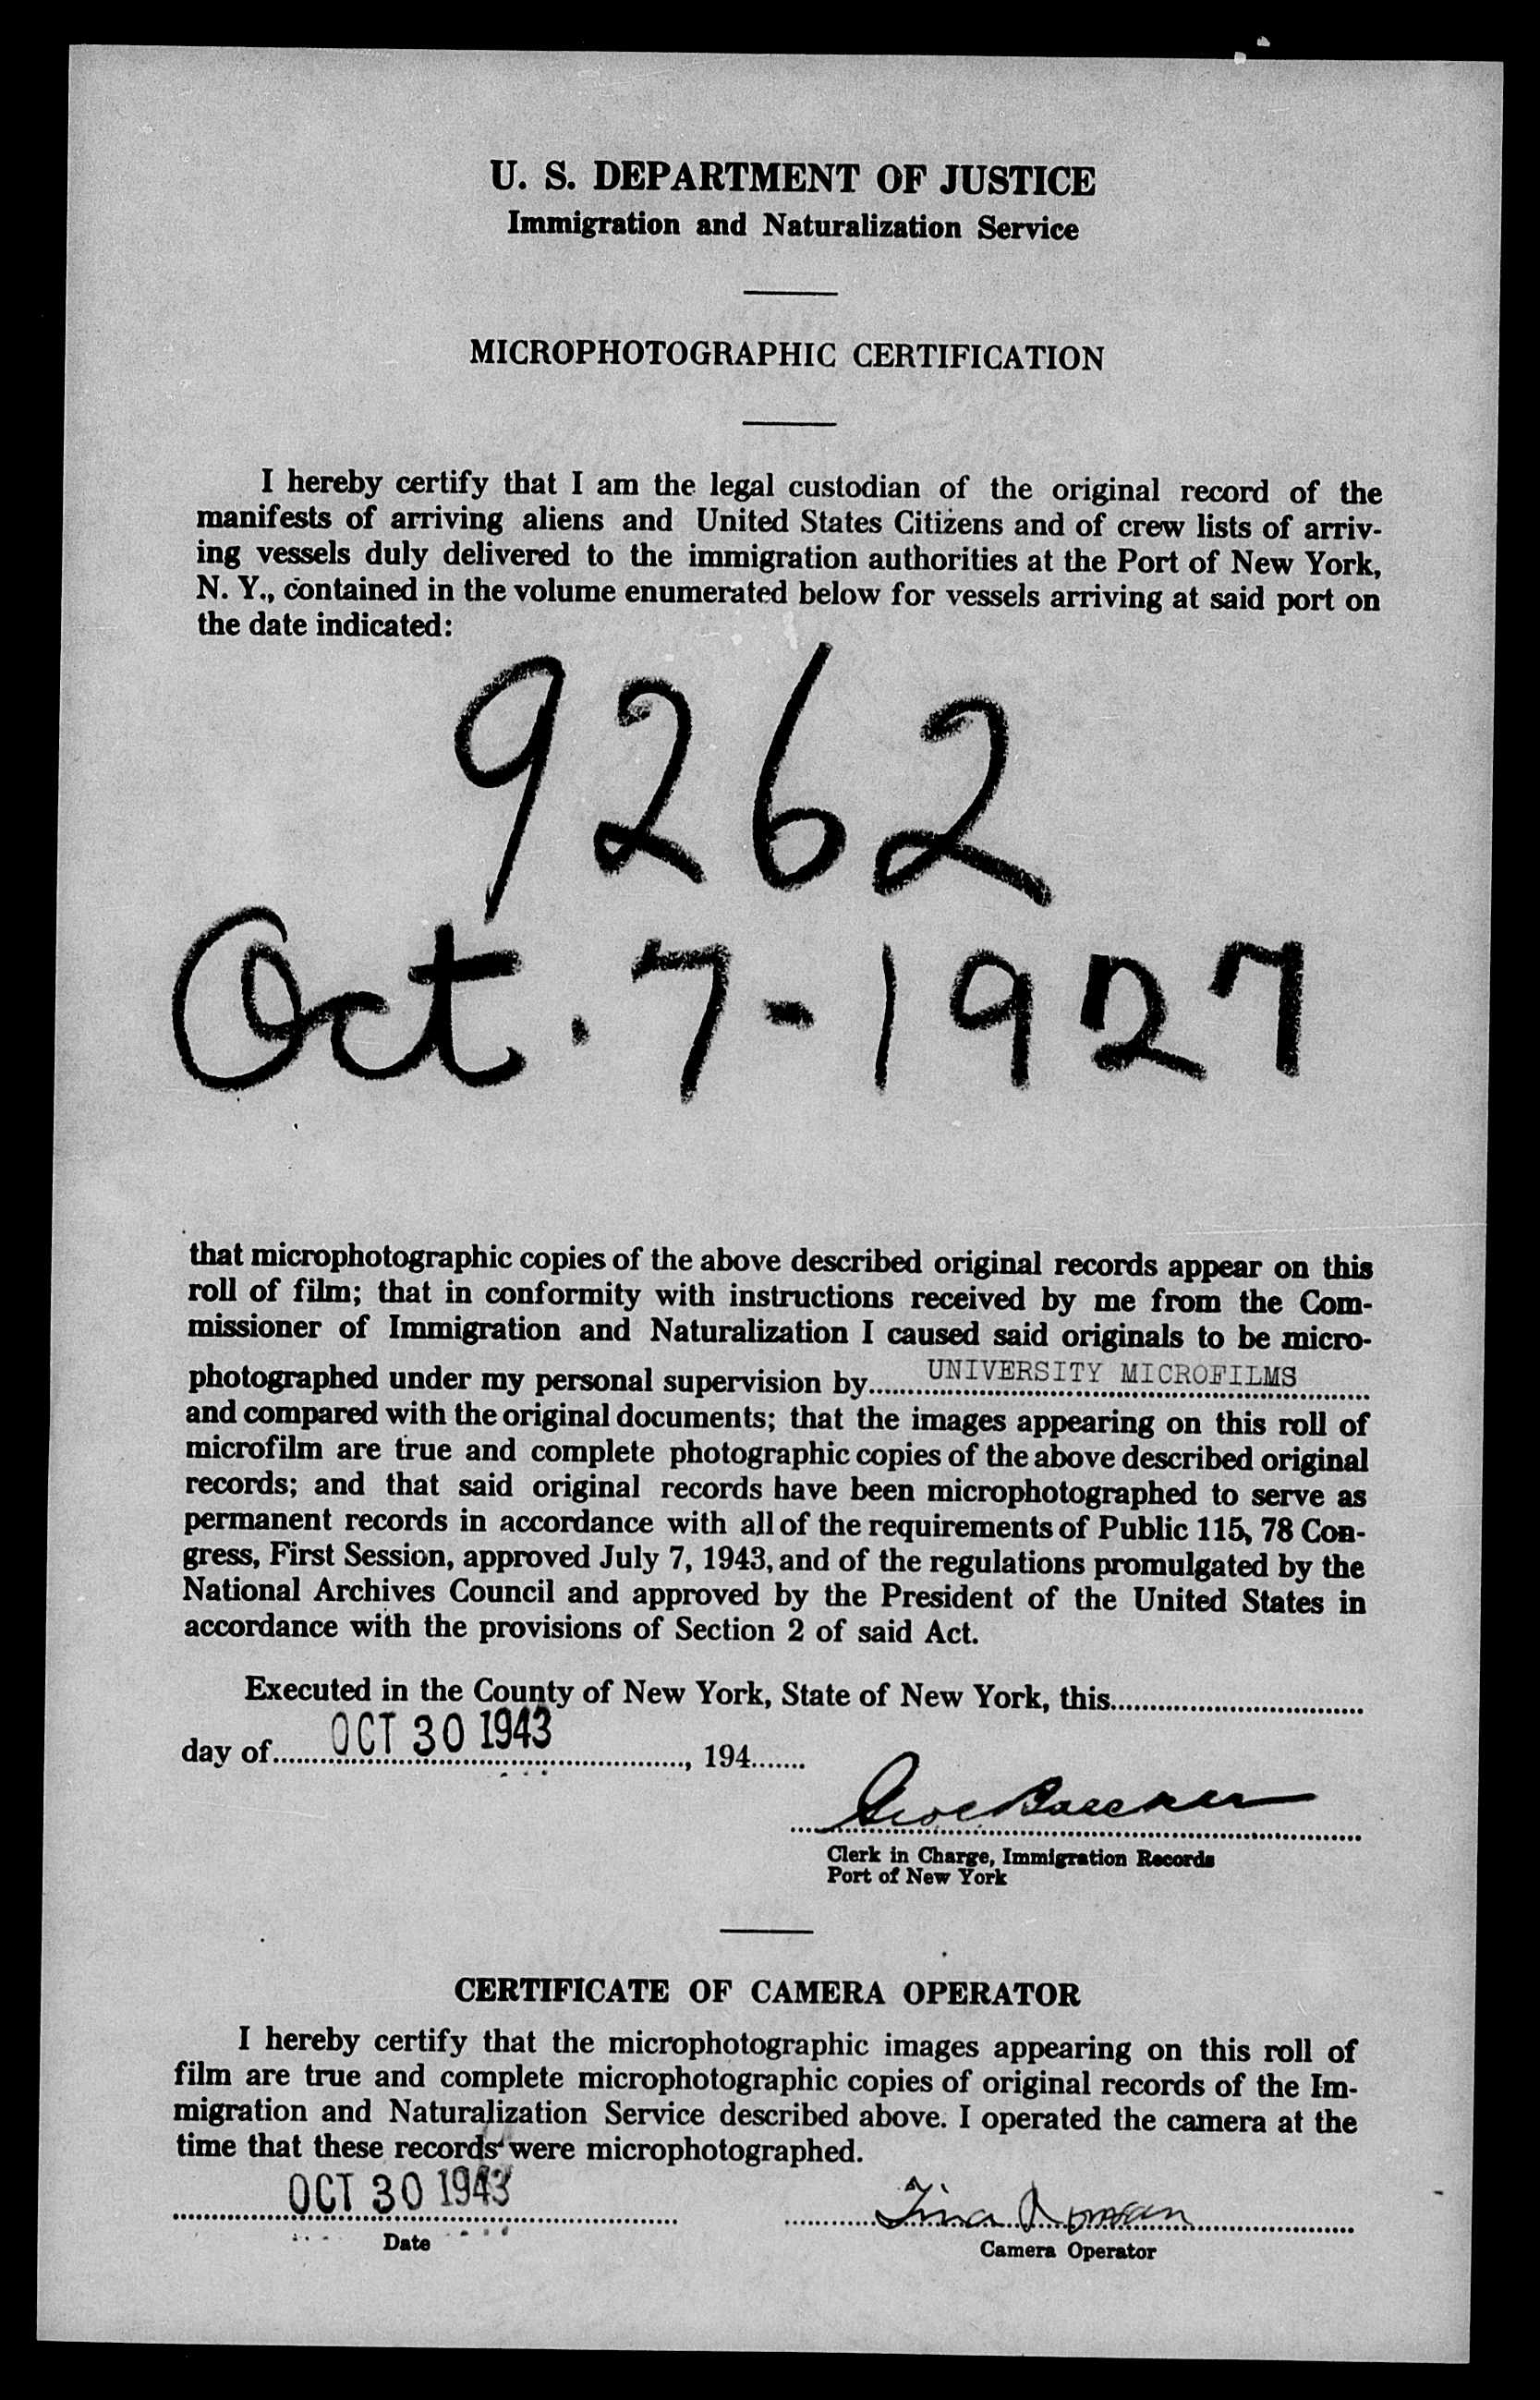 U. S. DEPARTMENT OF JUSTICE
Immigration and Naturalization Service
MICROPHOTOGRAPHIC CERTIFICATION
I hereby certify that I am the legal custodian of the original record of the
manifests of arriving aliens and United States Citizens and of crew lists of arriv-
ing vessels duly delivered to the immigration authorities at the Port of New York,
N. Y., contained in the volume enumerated below for vessels arriving at said port on
the date indicated:
9262
Oct. 7-1927
that microphotographic copies of the above described original records appear on this
roll of film; that in conformity with instructions received by me from the Com-
missioner of Immigration and Naturalization I caused said originals to be micro-
photographed under my personal supervision by UNIVERSITY MICROFILMS
and compared with the original documents; that the images appearing on this roll of
microfilm are true and complete photographic copies of the above described original
records; and that said original records have been microphotographed to serve as
permanent records in accordance with all of the requirements of Public 115, 78 Con-
gress, First Session, approved July 7, 1943, and of the regulations promulgated by the
National Archives Council and approved by the President of the United States in
accordance with the provisions of Section 2 of said Act.
Executed in the County of New York, State of New York, this
day of OCT 30 1943, 194
Clerk in Charge, Immigration Records
Port of New York
CERTIFICATE OF CAMERA OPERATOR
I hereby certify that the microphotographic images appearing on this roll of
film are true and complete microphotographic copies of original records of the Im-
migration and Naturalization Service described above. I operated the camera at the
time that these records were microphotographed.
OCT 30 1943
Tina
Date
Camera Operator